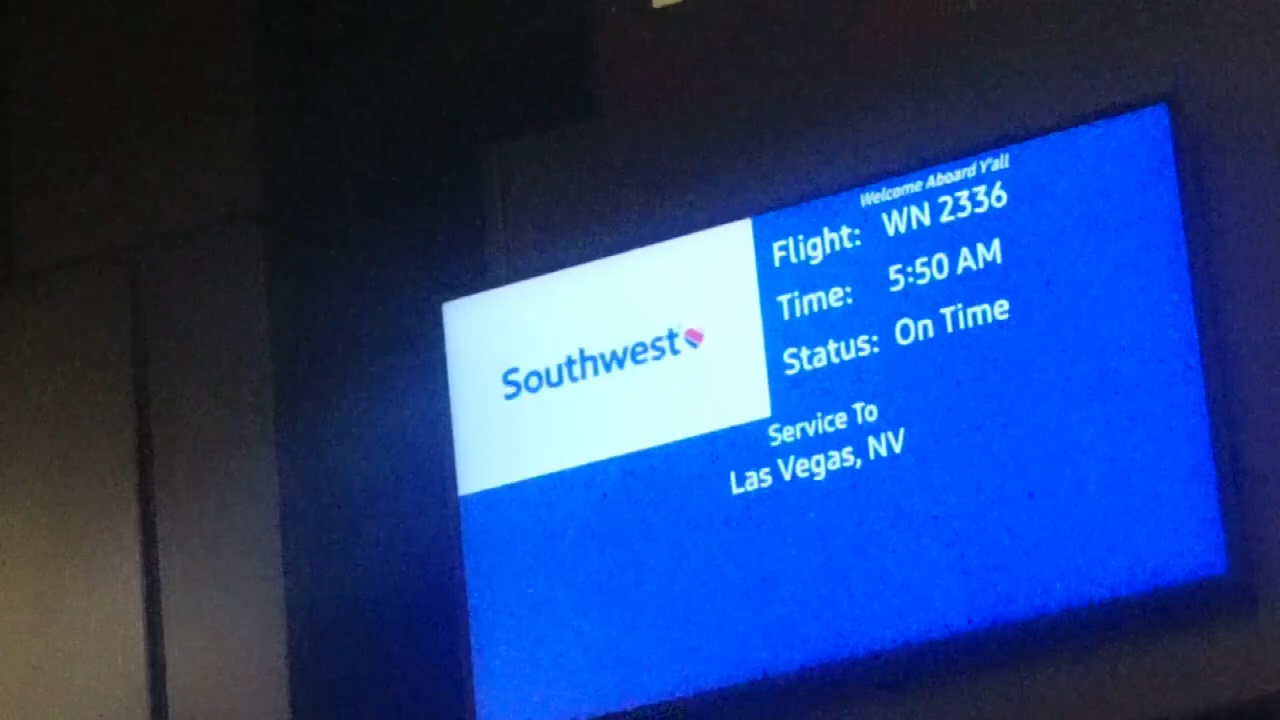 Welcome Aboard Y'all
Flight: WN 2336
Time: 5:50 AM
Status: On Time
Southwest
Service To
Las Vegas, NV